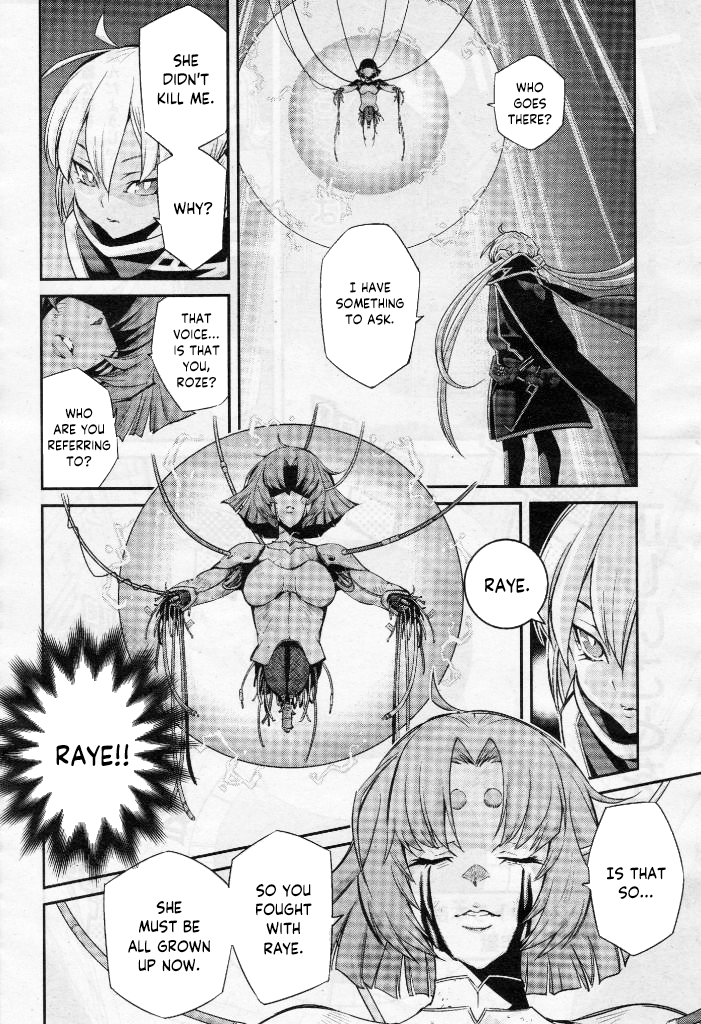 WHO
GOES
THERE?
I HAVE
SOMETHING
TO ASK.
SHE
DIDN'T
KILL ME.
WHY?
THAT
VOICE...
IS THAT
YOU,
ROZE?
WHO
ARE YOU
REFERRING
TO?
RAYE.
RAYE!!
IS THAT
SO...
SO YOU
FOUGHT
WITH
RAYE.
SHE
MUST BE
ALL GROWN
UP NOW.